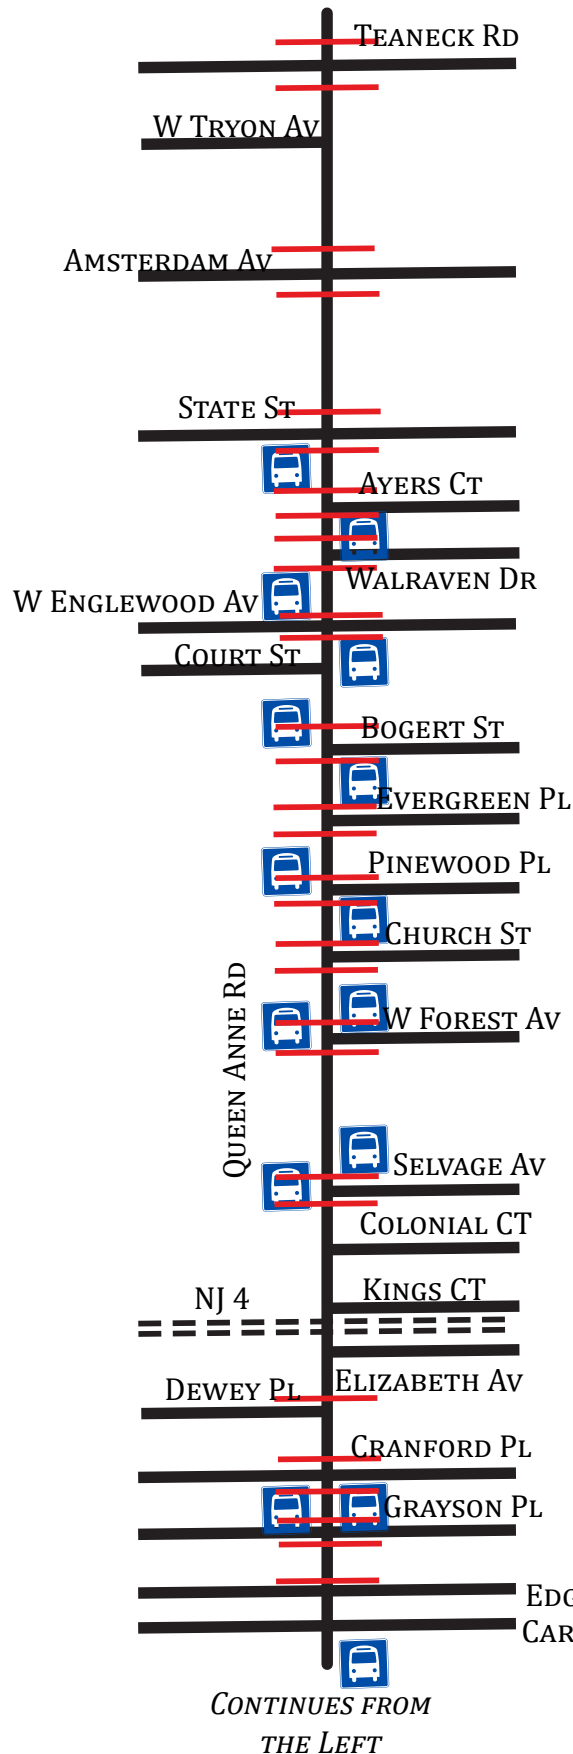 Teaneck Rd
W Tryon Av
Amsterdam Av
State St
Ayers Ct
Walraven Dr
W Englewood Av
Court St
Bogert St
Evergreen Pl
Pinewood Pl
Church St
Queen Anne Rd
W Forest Av
Selvage Av
Colonial Ct
Kings Ct
NJ 4
Elizabeth Av
Dewey Pl
Cranford Pl
Grayson Pl
Continues from
the Left